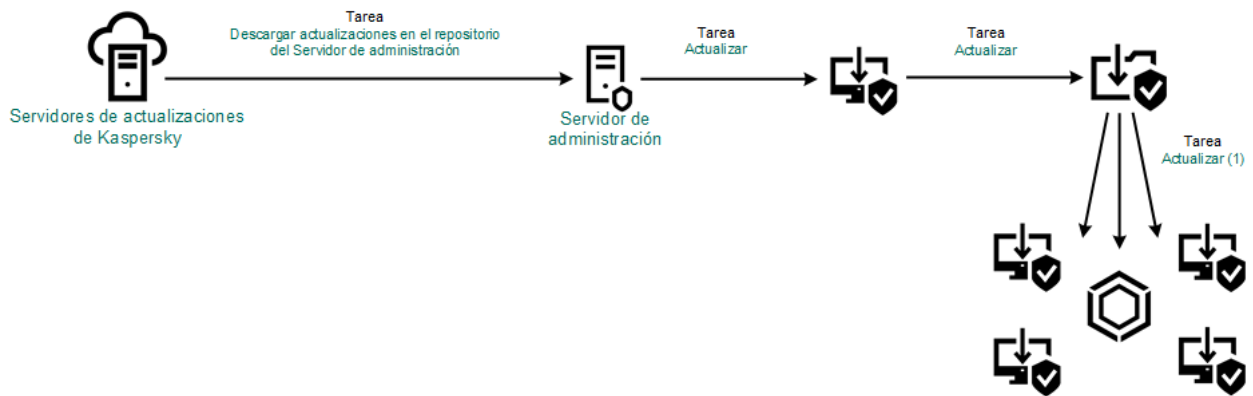 Tarea
Descargar actualizaciones en el repositorio
del Servidor de administración
Servidores de actualizaciones
de Kaspersky
Tarea
Actualizar
Servidor de
administración
Tarea
Actualizar
Tarea
Actualizar (1)